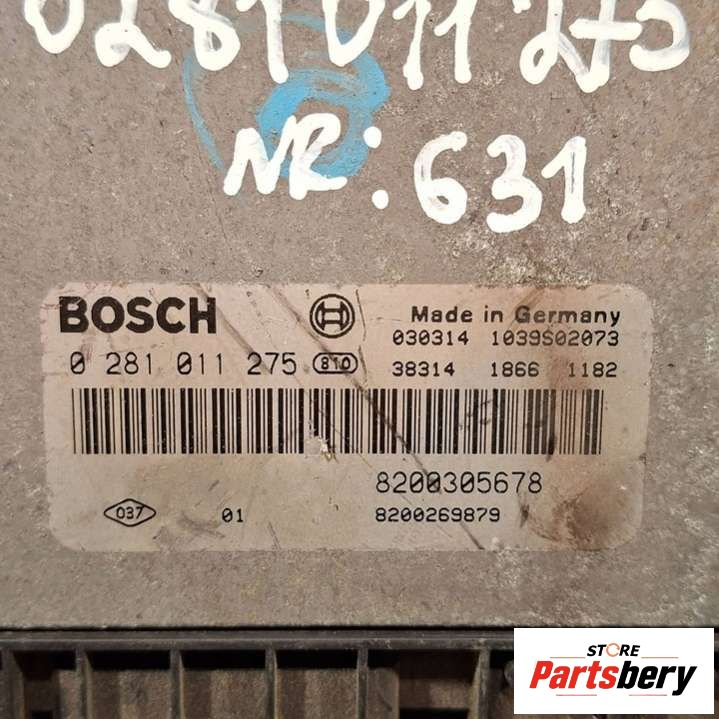 0281011275
NR: 631
BOSCH Made in Germany
030314 1039S02073
0 281 011 275 810 38314 1866 1182
8200305678
037 01 8200269879
STORE
Partsbery